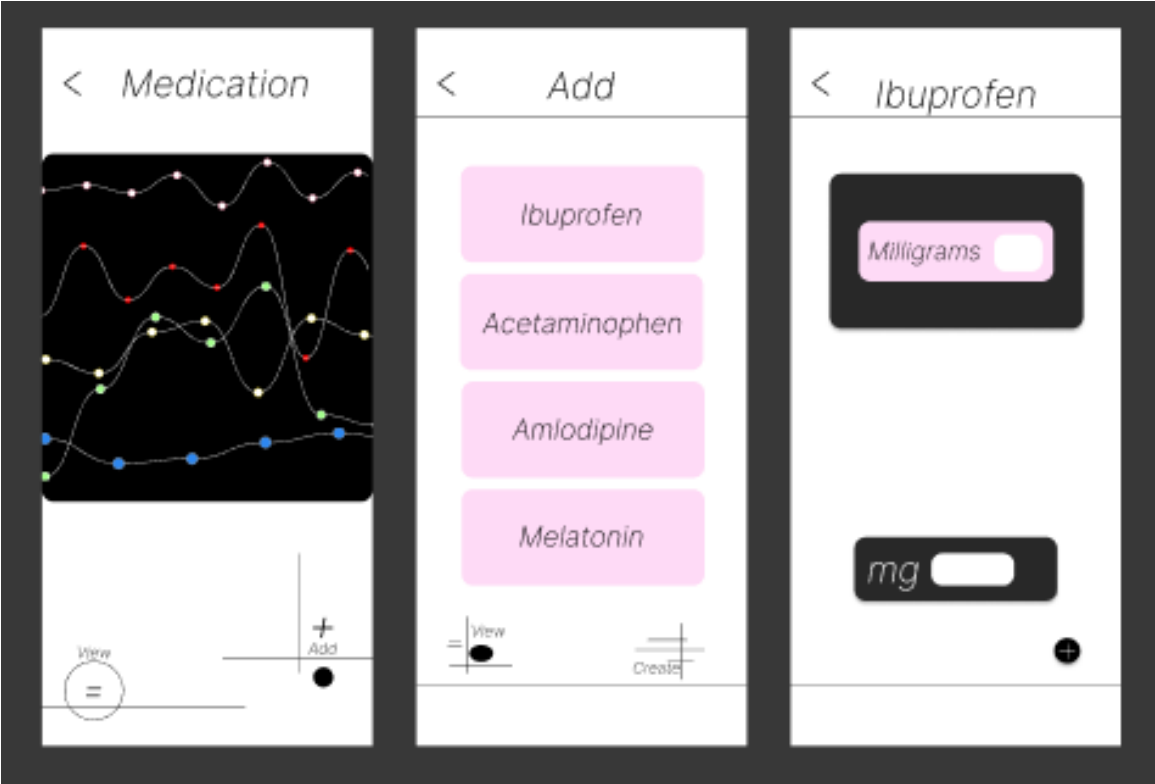 < Medication
View
=
+
Add
< Add
Ibuprofen
Acetaminophen
Amlodipine
Melatonin
= View
Create
< Ibuprofen
Milligrams
mg
+